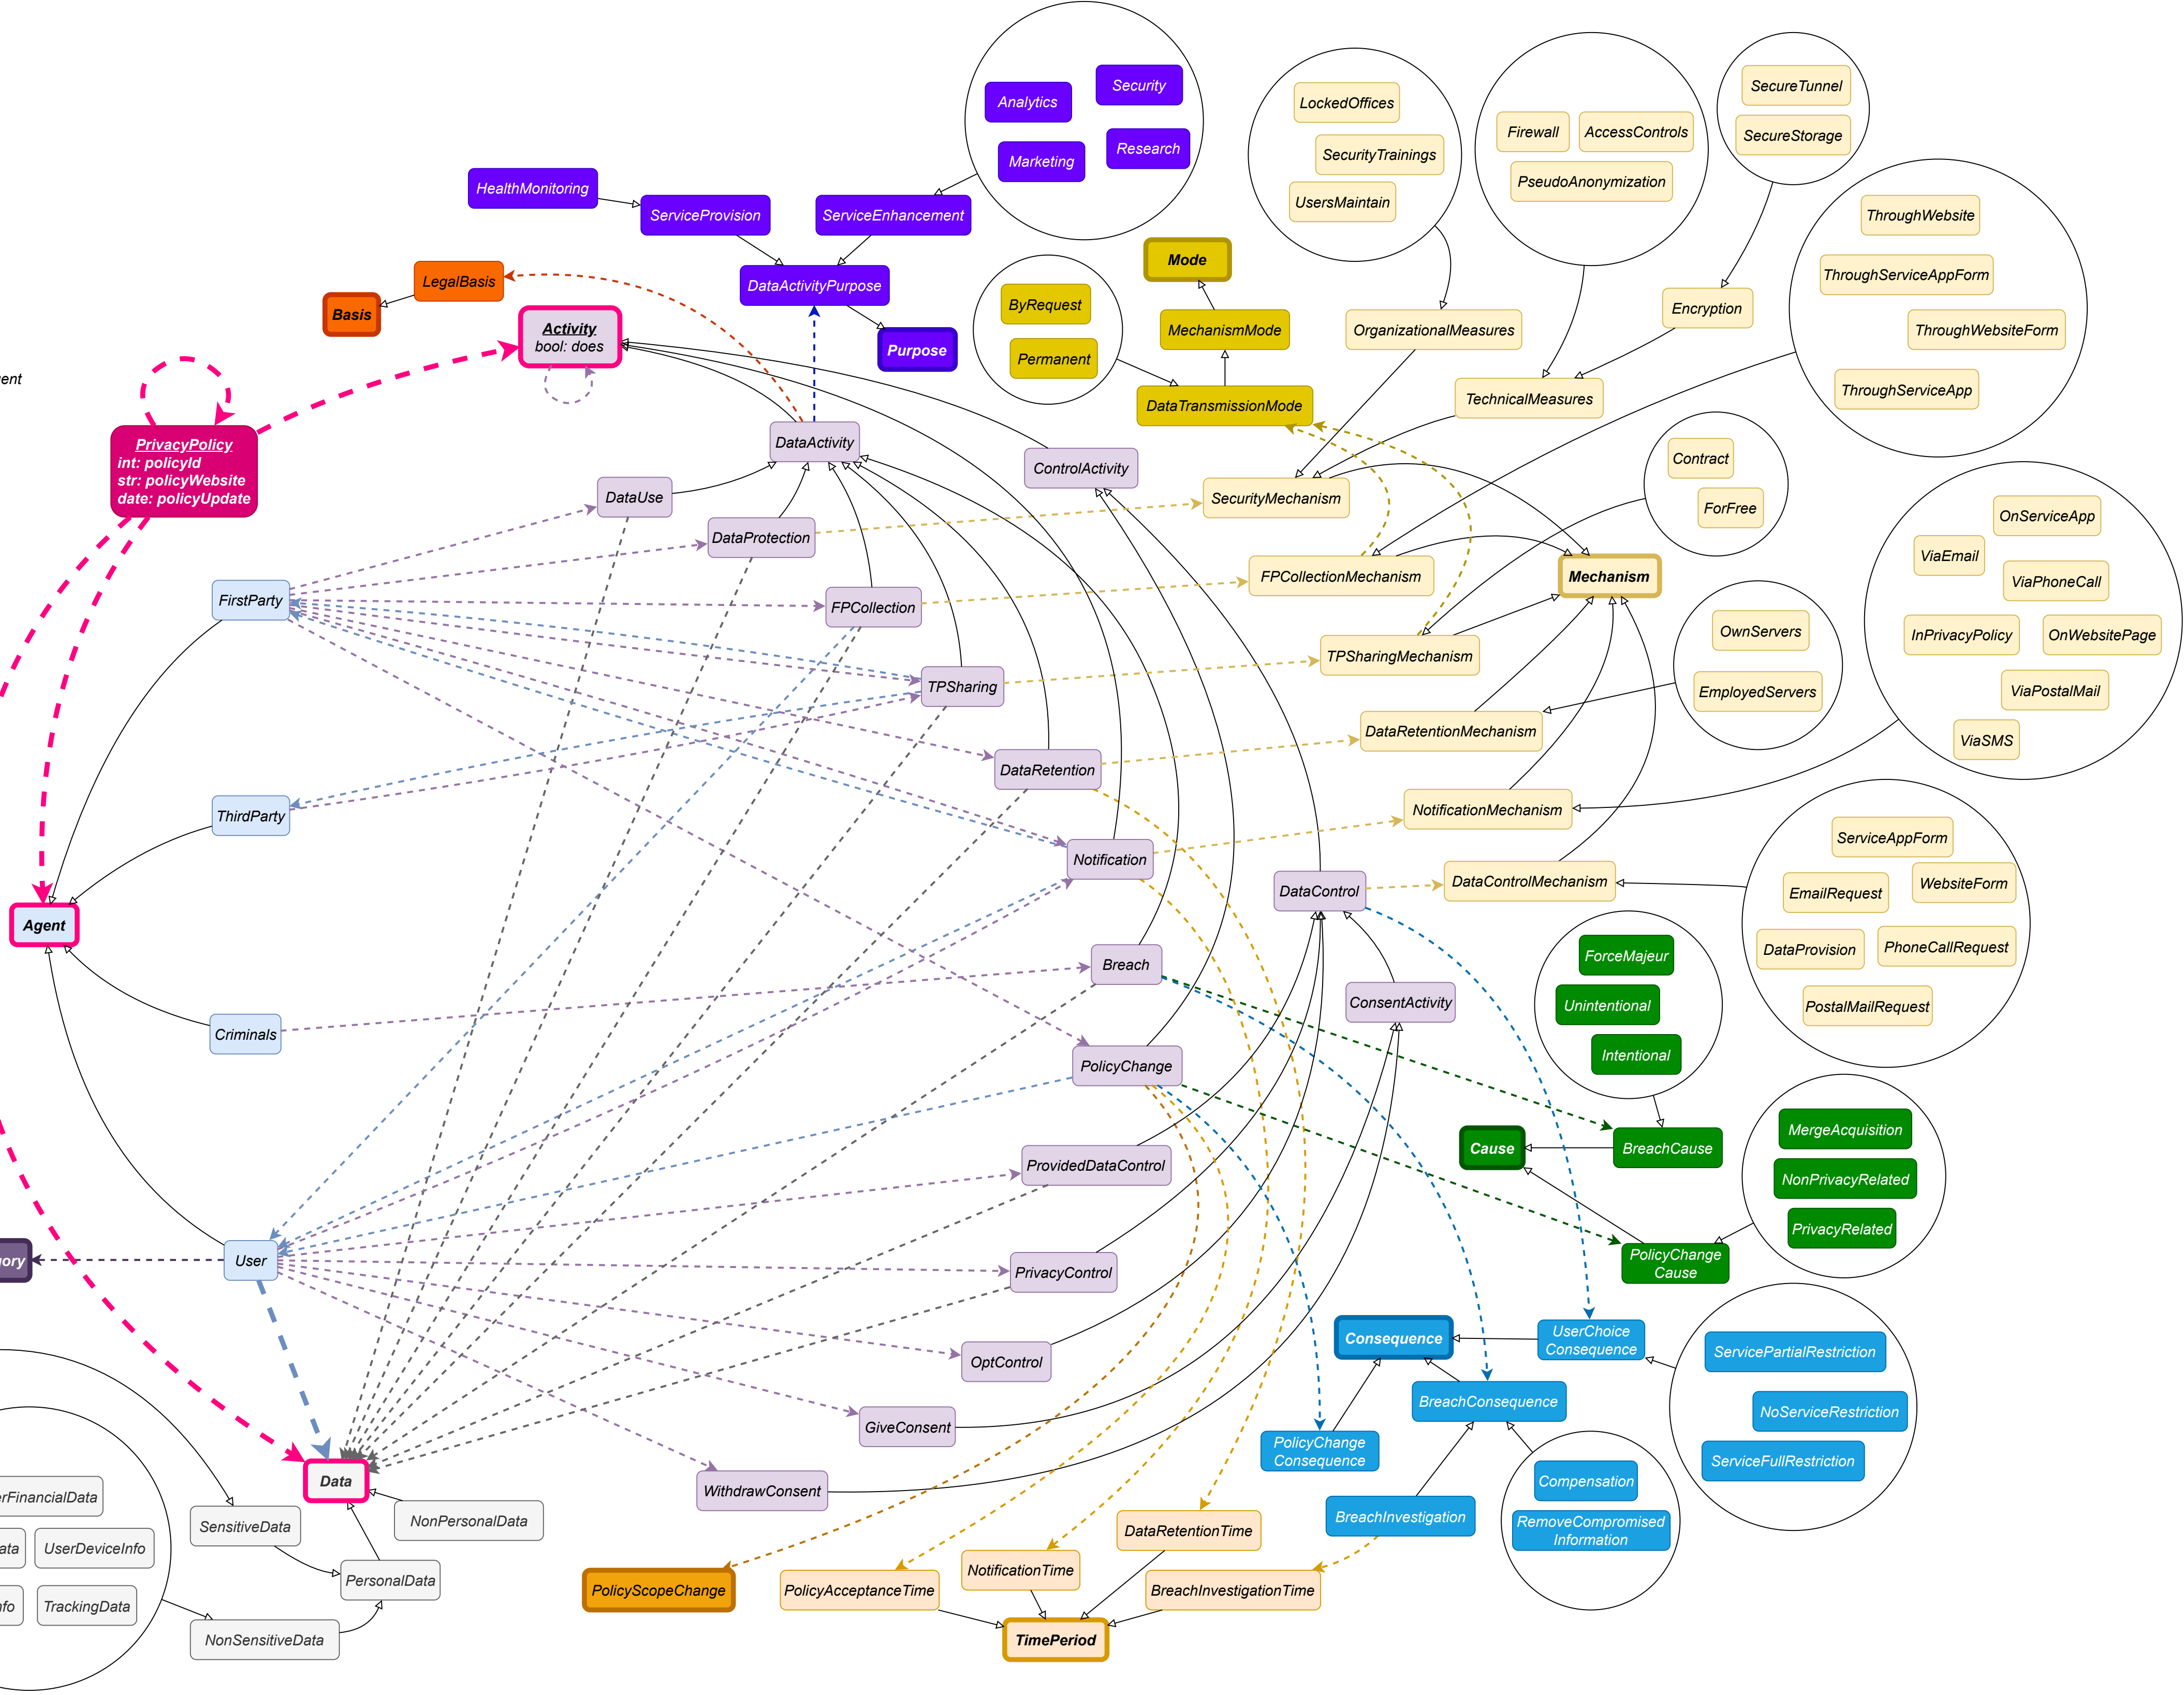 Security
Analytics
Research
Marketing
HealthMonitoring
ServiceProvision
ServiceEnhancement
DataActivityPurpose
Purpose
LegalBasis
Basis
Activity
bool: does
PrivacyPolicy
int: policyId
str: policyWebsite
date: policyUpdate
LockedOffices
SecurityTrainings
UsersMaintain
Firewall
AccessControls
PseudoAnonymization
SecureTunnel
SecureStorage
ThroughWebsite
ThroughServiceAppForm
ThroughWebsiteForm
ThroughServiceApp
Mode
ByRequest
Permanent
MechanismMode
DataTransmissionMode
OrganizationalMeasures
Encryption
TechnicalMeasures
Contract
ForFree
DataActivity
ControlActivity
SecurityMechanism
DataUse
DataProtection
FPCollection
FPCollectionMechanism
Mechanism
TPSharing
TPSharingMechanism
DataRetention
DataRetentionMechanism
OwnServers
EmployedServers
OnServiceApp
ViaEmail
ViaPhoneCall
InPrivacyPolicy
OnWebsitePage
ViaPostalMail
ViaSMS
FirstParty
ThirdParty
Agent
Criminals
User
Notification
NotificationMechanism
DataControl
DataControlMechanism
ServiceAppForm
WebsiteForm
EmailRequest
DataProvision
PhoneCallRequest
PostalMailRequest
Breach
ConsentActivity
PolicyChange
ForceMajeur
Unintentional
Intentional
Cause
BreachCause
MergeAcquisition
NonPrivacyRelated
PrivacyRelated
PolicyChange
Cause
ProvidedDataControl
PrivacyControl
OptControl
GiveConsent
WithdrawConsent
Consequence
UserChoice
Consequence
ServicePartialRestriction
NoServiceRestriction
ServiceFullRestriction
BreachConsequence
PolicyChange
Consequence
Compensation
RemoveCompromised
Information
BreachInvestigation
Data
NonPersonalData
SensitiveData
PersonalData
UserDeviceInfo
TrackingData
NonSensitiveData
PolicyScopeChange
PolicyAcceptanceTime
NotificationTime
DataRetentionTime
BreachInvestigationTime
TimePeriod